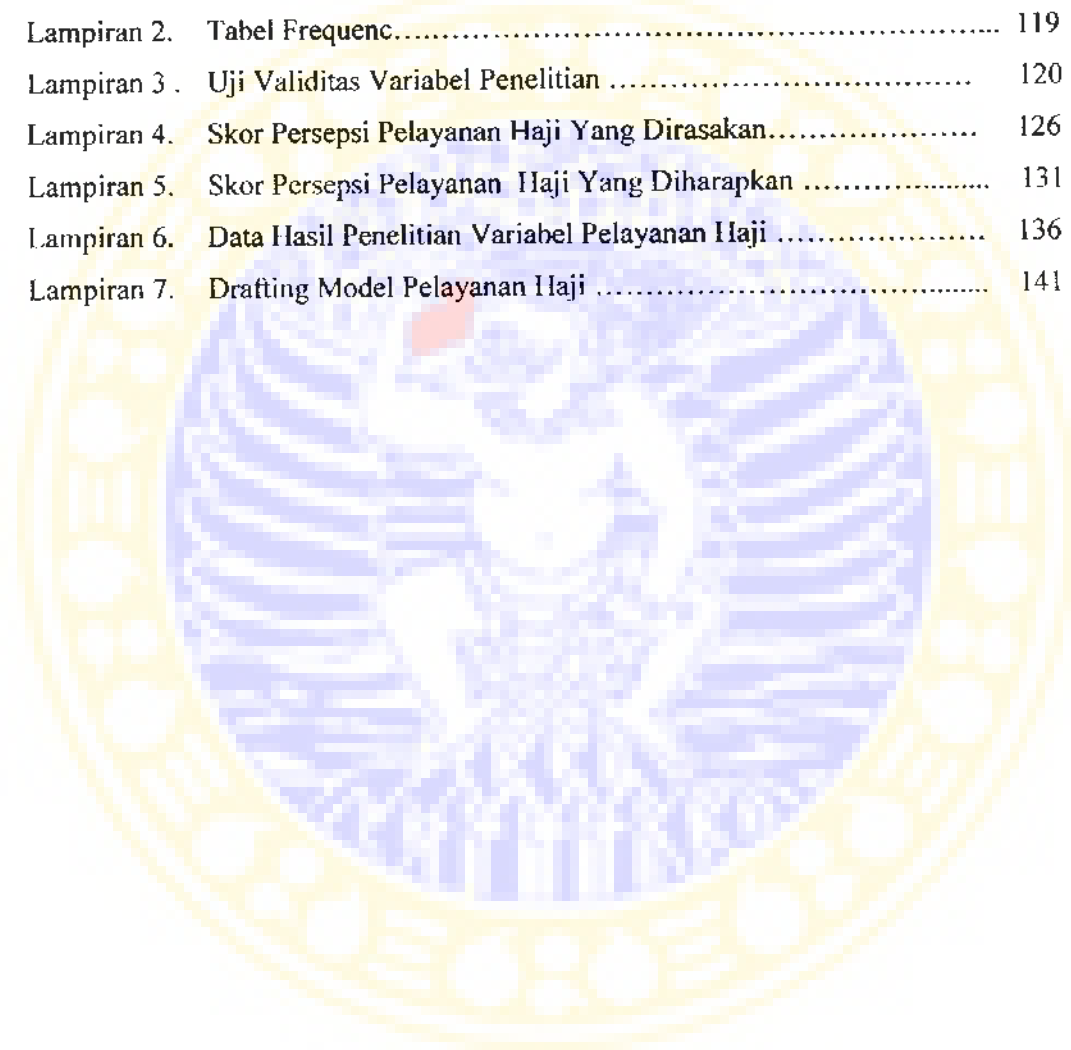 Lampiran 2. Tabel Frequenc.................................................................... 119
Lampiran 3 . Uji Validitas Variabel Penelitian ................................... 120
Lampiran 4. Skor Persepsi Pelayanan Haji Yang Dirasakan..................... 126
Lampiran 5. Skor Persepsi Pelayanan Haji Yang Diharapkan ..................... 131
Lampiran 6. Data Hasil Penelitian Variabel Pelayanan Haji ..................... 136
Lampiran 7. Drafting Model Pelayanan Haji ........................................... 141